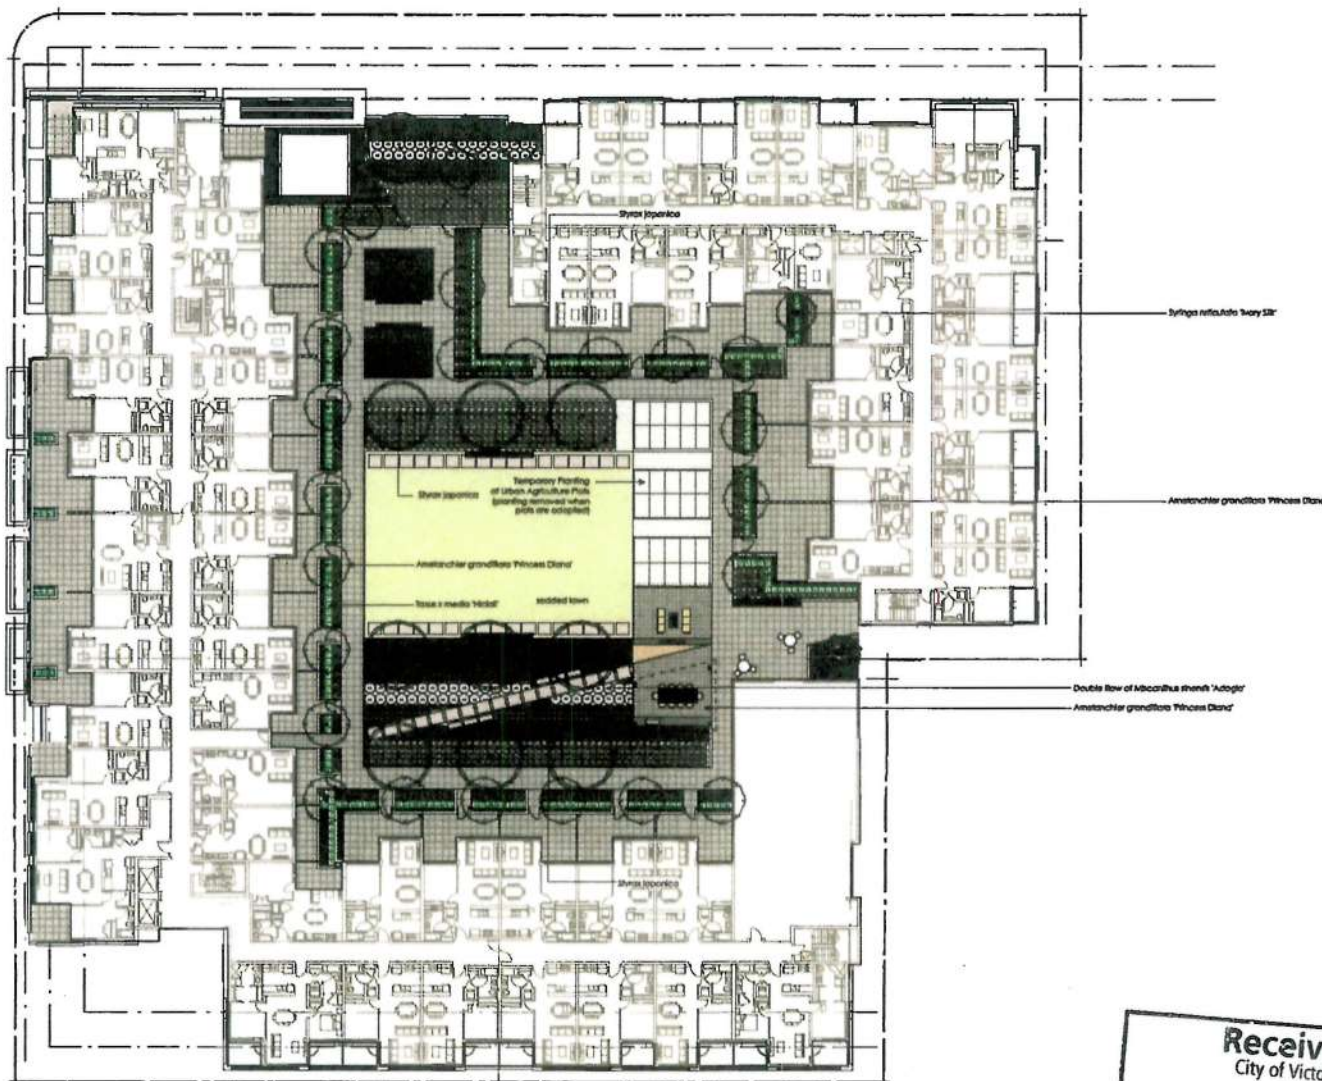 Styrax japonica
Syringa reticulata 'Ivory Silk'
Styrax japonica
Temporary Planting
of Urban Agriculture Plots
(planting removed when
plots are adopted)
Amelanchier grandiflora 'Princess Diana'
Amelanchier grandiflora 'Princess Diana'
Taxus x media 'Hicksii'
sodded lawn
Double Row of Miscanthus sinensis 'Adagio'
Amelanchier grandiflora 'Princess Diana'
Styrax japonica
Receiv
City of Victo